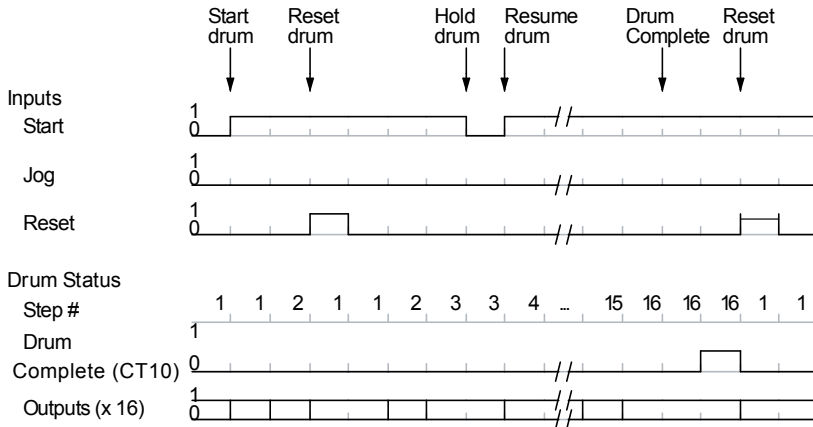 Start drum
Reset drum
Hold drum
Resume drum
Drum Complete
Reset drum
Inputs
1
Start 0
1
Jog 0
1
Reset 0
Drum Status
Step # 1 1 2 1 1 2 3 3 4 ... 15 16 16 16 1 1
Drum 1
Complete (CT10) 0
Outputs (x 16) 1
0